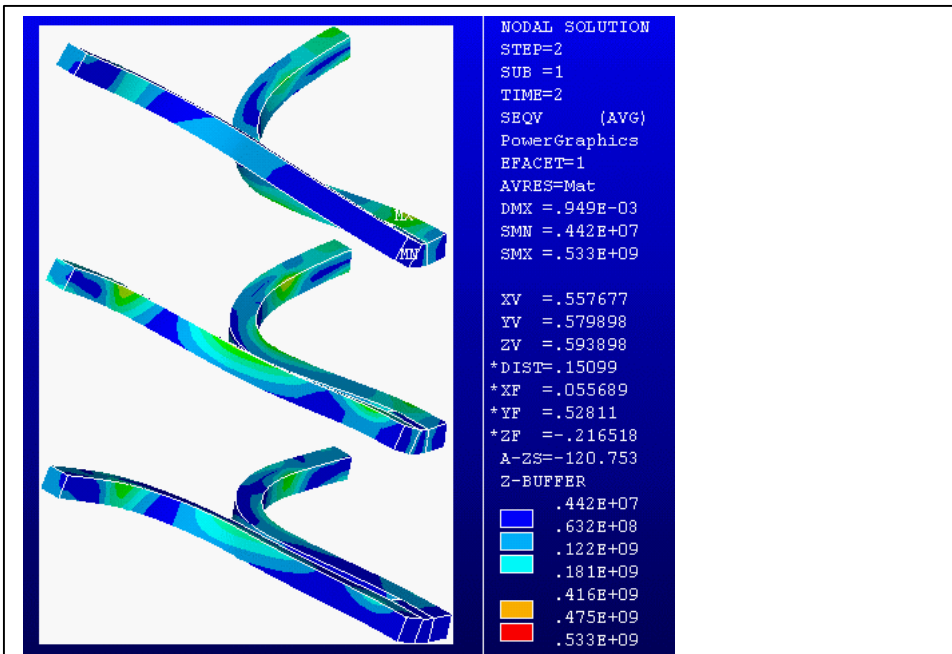 NODAL SOLUTION
STEP=2
SUB =1
TIME=2
SEQV (AVG)
PowerGraphics
EFACET=1
AVRES=Mat
DMX =.949E-03
SMN =.442E+07
SMX =.533E+09
XV =.557677
YV =.579898
ZV =.593898
*DIST=.15099
*XF =.055689
*YF =.52811
*ZF =-.216518
A-ZS=-120.753
Z-BUFFER
.442E+07
.632E+08
.122E+09
.181E+09
.416E+09
.475E+09
.533E+09
MX
MN